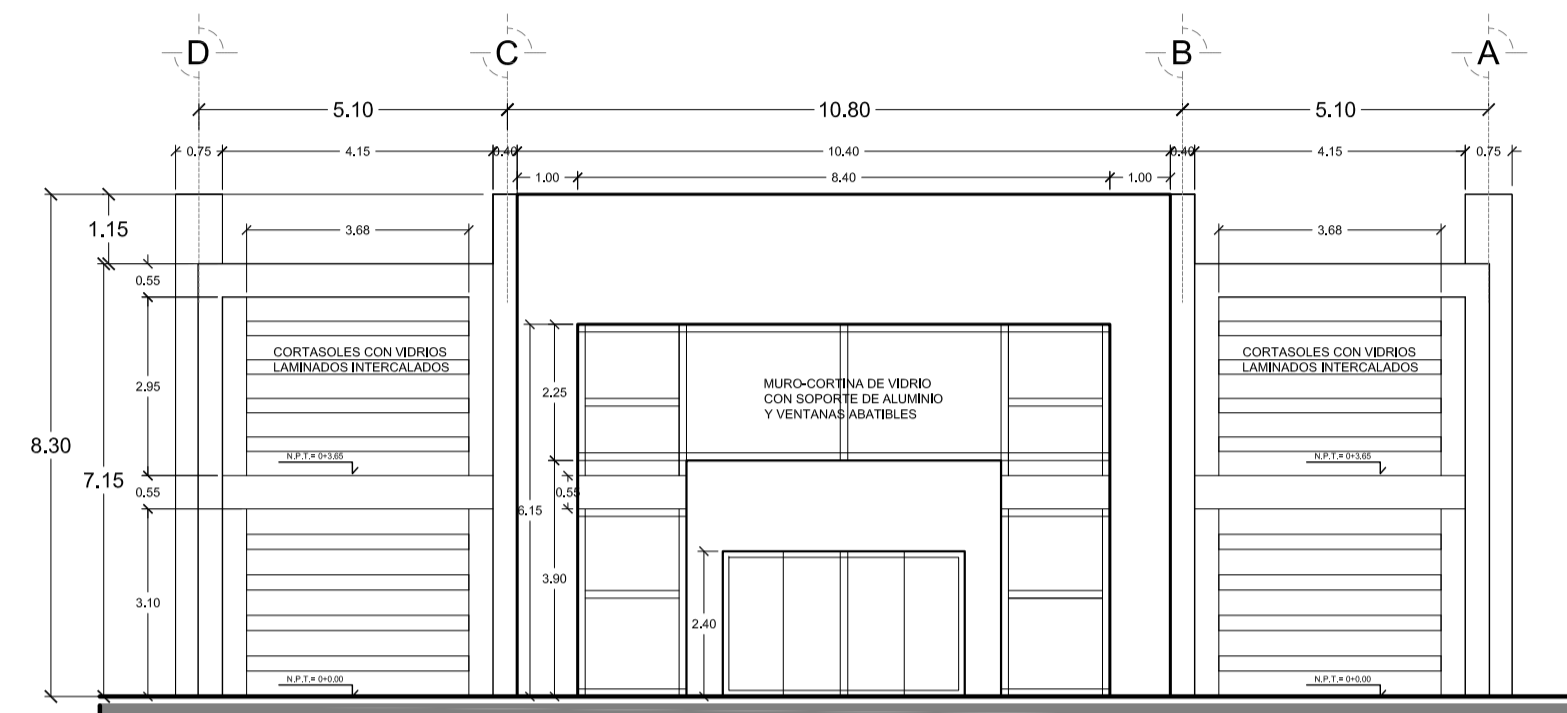 D
C
B
A
5.10
10.80
5.10
0.75
4.15
0.40
10.40
0.40
4.15
0.75
1.00
8.40
1.00
1.15
3.68
3.68
0.55
CORTASOLES CON VIDRIOS
LAMINADOS INTERCALADOS
MURO-CORTINA DE VIDRIO
CON SOPORTE DE ALUMINIO
Y VENTANAS ABATIBLES
CORTASOLES CON VIDRIOS
LAMINADOS INTERCALADOS
2.95
2.25
8.30
N.P.T.= 0+3.65
N.P.T.= 0+3.65
7.15
0.55
0.55
6.15
3.90
3.10
2.40
N.P.T.= 0+0.00
N.P.T.= 0+0.00